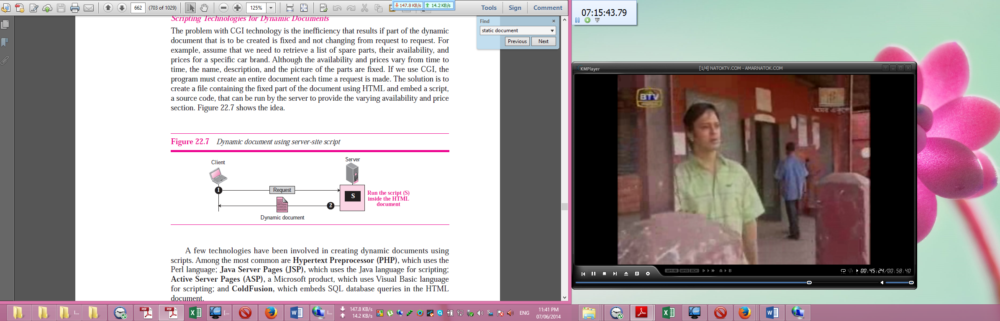 662
(703 of 1029)
125%
147.8 KB/s
14.2 KB/s
Tools
Sign
Comment
Find
static document
Previous
Next
Scripting Technologies for Dynamic Documents
The problem with CGI technology is the inefficiency that results if part of the dynamic
document that is to be created is fixed and not changing from request to request. For
example, assume that we need to retrieve a list of spare parts, their availability, and
prices for a specific car brand. Although the availability and prices vary from time to
time, the name, description, and the picture of the parts are fixed. If we use CGI, the
program must create an entire document each time a request is made. The solution is to
create a file containing the fixed part of the document using HTML and embed a script,
a source code, that can be run by the server to provide the varying availability and price
section. Figure 22.7 shows the idea.
Figure 22.7 Dynamic document using server-site script
Client
Server
1
Request
S
Run the script (S)
inside the HTML
document
2
Dynamic document
A few technologies have been involved in creating dynamic documents using
scripts. Among the most common are Hypertext Preprocessor (PHP), which uses the
Perl language; Java Server Pages (JSP), which uses the Java language for scripting;
Active Server Pages (ASP), a Microsoft product, which uses Visual Basic language
for scripting; and ColdFusion, which embeds SQL database queries in the HTML
document.
07:15:43.79
KMPlayer
[1/4] NATOKTV.COM - AMARNATOK.COM
BTV
অমর একুশে
WMV8 WMA 2CH
A B
00:45:24/00:58:40
147.8 KB/s
14.2 KB/s
ENG
11:41 PM
07/06/2014